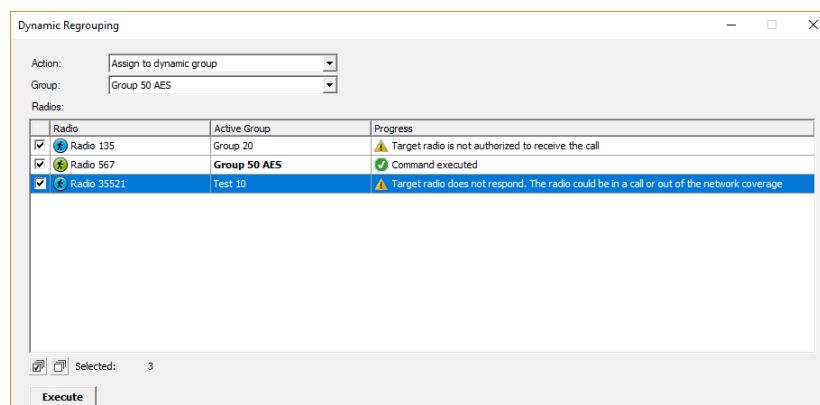 Dynamic Regrouping
Action: Assign to dynamic group
Group: Group 50 AES
Radios:
Radio Active Group Progress
Radio 135 Group 20 Target radio is not authorized to receive the call
Radio 567 Group 50 AES Command executed
Radio 35521 Test 10 Target radio does not respond. The radio could be in a call or out of the network coverage
Selected: 3
Execute